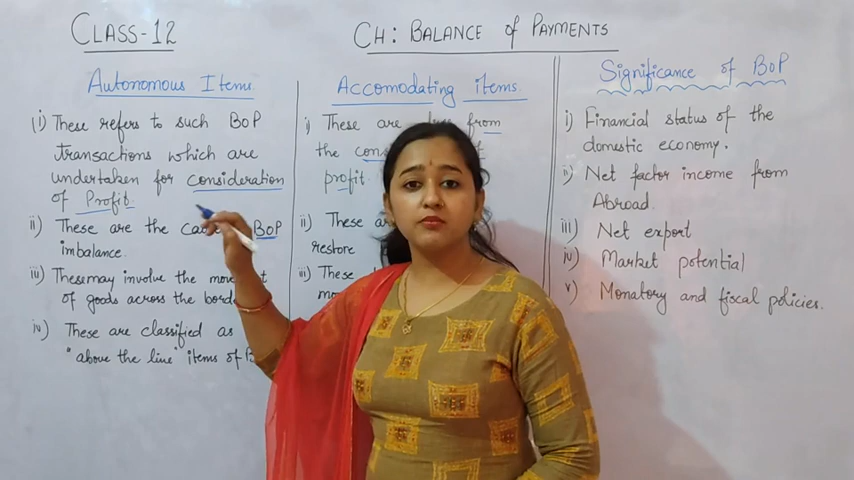 CLASS-12
CH: BALANCE of PAYMENTS
Autonomous Items
(i) These refers to such BoP
transactions which are
undertaken for consideration
of Profit.
ii) These are the BoP
imbalance.
iii) These may involve the
of goods across the
iv) These are classified as
"above the line" items of
Accomodating items
i) These are from
the
profit.
ii) These
restore
iii) These
Significance of BoP
i) Financial status of the
domestic economy.
ii) Net factor income from
Abroad.
iii) Net export
iv) Market potential
v) Monatory and fiscal policies.